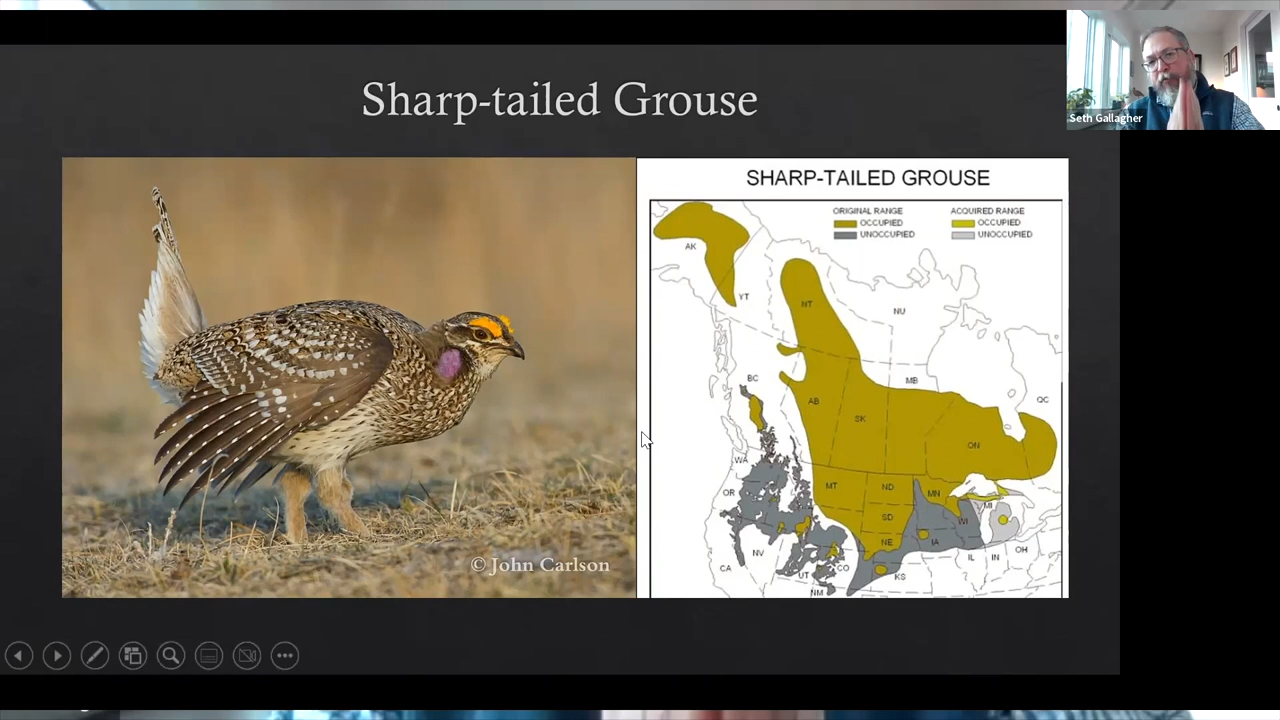 Seth Gallagher
Sharp-tailed Grouse
© John Carlson
SHARP-TAILED GROUSE
ORIGINAL RANGE
OCCUPIED
UNOCCUPIED
ACQUIRED RANGE
OCCUPIED
UNOCCUPIED
AK
YT
NT
NU
BC
AB
SK
MB
ON
QC
WA
OR
MT
ND
MN
SD
WI
MI
NE
IA
NV
CA
UT
CO
KS
IL
IN
OH
NM